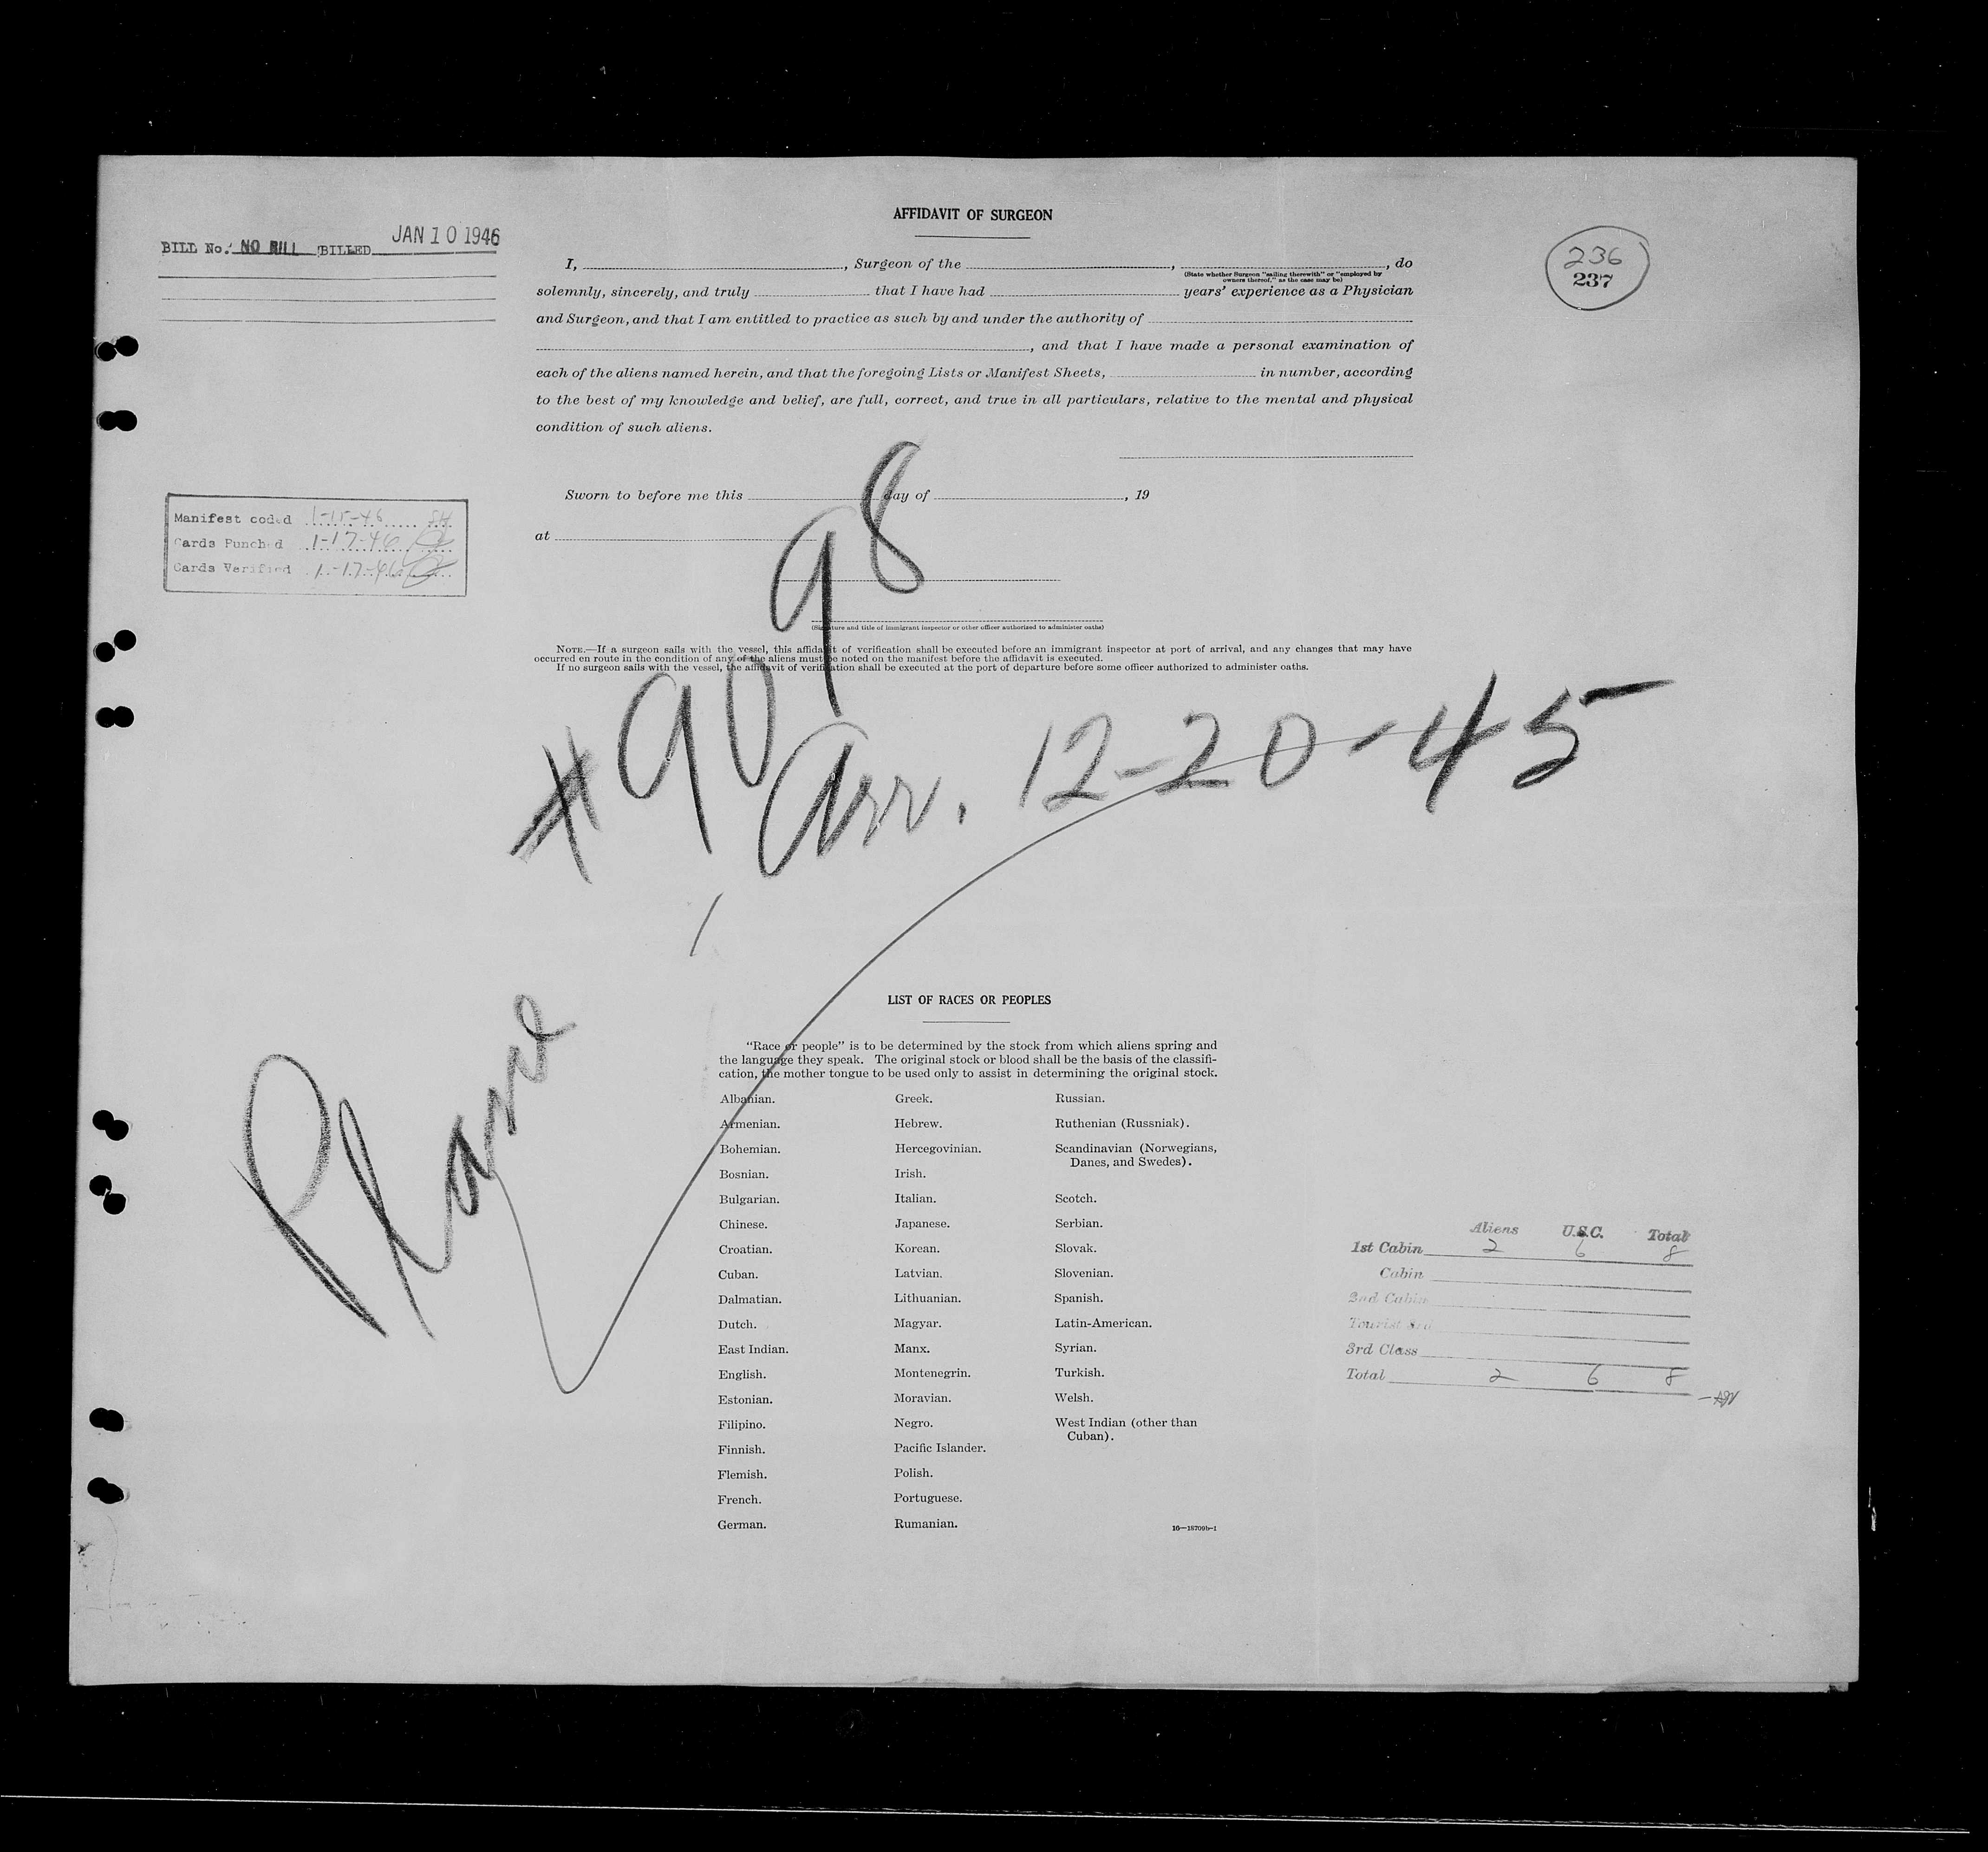 AFFIDAVIT OF SURGEON
BILL No. NO BILL BILLED JAN 10 1946
236
237
I, , Surgeon of the , , do
(State whether Surgeon "sailing therewith" or "employed by
owners thereof," as the case may be)
solemnly, sincerely, and truly that I have had years' experience as a Physician
and Surgeon, and that I am entitled to practice as such by and under the authority of
, and that I have made a personal examination of
each of the aliens named herein, and that the foregoing Lists or Manifest Sheets, in number, according
to the best of my knowledge and belief, are full, correct, and true in all particulars, relative to the mental and physical
condition of such aliens.
Sworn to before me this day of , 19
at
Manifest coded 1-15-46
Cards Punched 1-17-46
Cards Verified 1-17-46
(Signature and title of immigrant inspector or other officer authorized to administer oaths)
NOTE.—If a surgeon sails with the vessel, this affidavit of verification shall be executed before an immigrant inspector at port of arrival, and any changes that may have
occurred en route in the condition of any of the aliens must be noted on the manifest before the affidavit is executed.
If no surgeon sails with the vessel, the affidavit of verification shall be executed at the port of departure before some officer authorized to administer oaths.
Plane #9098
Arr. 12-20-45
LIST OF RACES OR PEOPLES
"Race or people" is to be determined by the stock from which aliens spring and
the language they speak. The original stock or blood shall be the basis of the classifi-
cation, the mother tongue to be used only to assist in determining the original stock.
Albanian.
Armenian.
Bohemian.
Bosnian.
Bulgarian.
Chinese.
Croatian.
Cuban.
Dalmatian.
Dutch.
East Indian.
English.
Estonian.
Filipino.
Finnish.
Flemish.
French.
German.
Greek.
Hebrew.
Hercegovinian.
Irish.
Italian.
Japanese.
Korean.
Latvian.
Lithuanian.
Magyar.
Manx.
Montenegrin.
Moravian.
Negro.
Pacific Islander.
Polish.
Portuguese.
Rumanian.
Russian.
Ruthenian (Russniak).
Scandinavian (Norwegians,
Danes, and Swedes).
Scotch.
Serbian.
Slovak.
Slovenian.
Spanish.
Latin-American.
Syrian.
Turkish.
Welsh.
West Indian (other than
Cuban).
16—18709b-1
Aliens U.S.C. Total
1st Cabin 2 6 8
Cabin
2nd Cabin
Tourist 3rd
3rd Class
Total 2 6 8